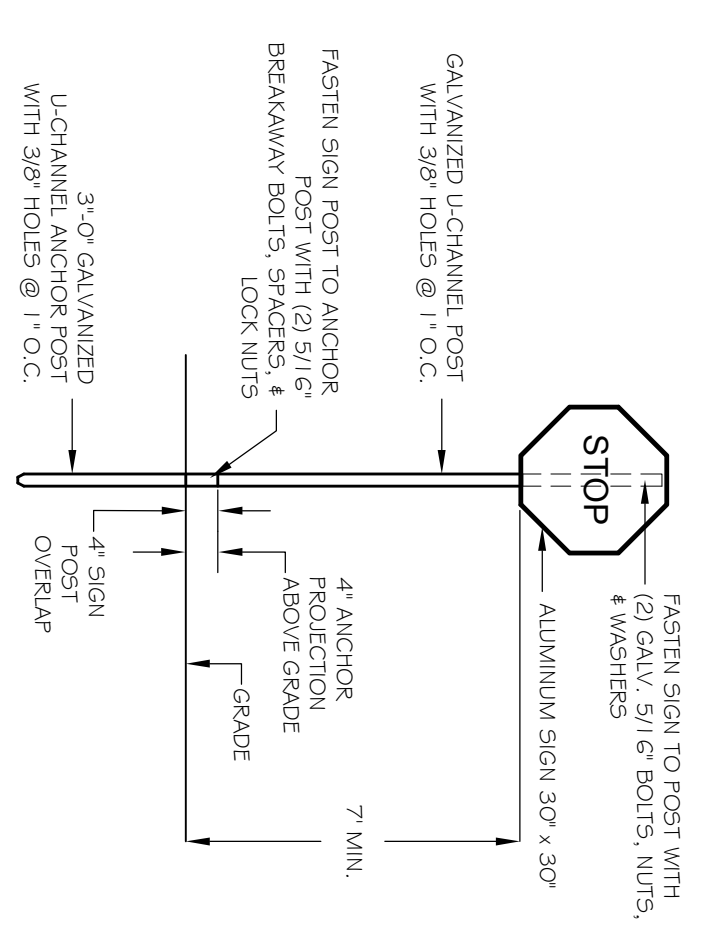 FASTEN SIGN TO POST WITH
(2) GALV. 5/16" BOLTS, NUTS,
& WASHERS
STOP
ALUMINUM SIGN 30" x 30"
GALVANIZED U-CHANNEL POST
WITH 3/8" HOLES @ 1" O.C.
7' MIN.
FASTEN SIGN POST TO ANCHOR
POST WITH (2) 5/16"
BREAKAWAY BOLTS, SPACERS, &
LOCK NUTS
4" ANCHOR
PROJECTION
ABOVE GRADE
GRADE
4" SIGN
POST
OVERLAP
3"-0" GALVANIZED
U-CHANNEL ANCHOR POST
WITH 3/8" HOLES @ 1" O.C.